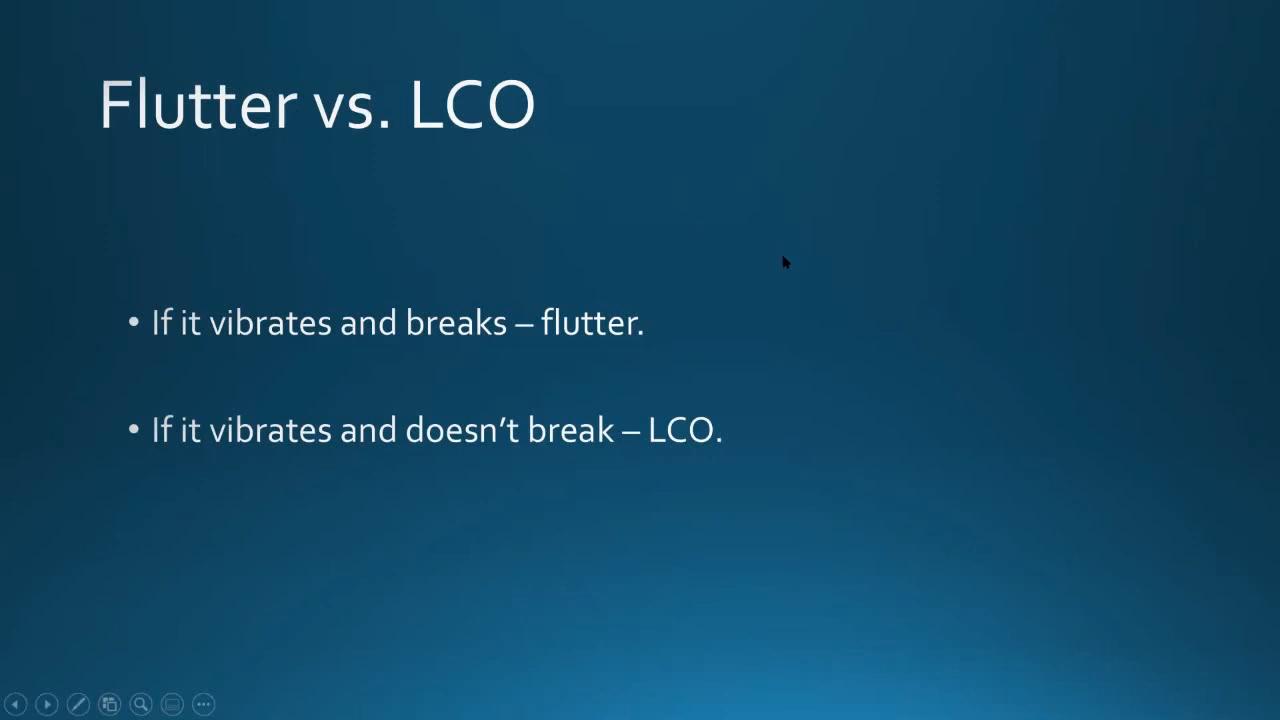 Flutter vs. LCO
• If it vibrates and breaks – flutter.
• If it vibrates and doesn’t break – LCO.